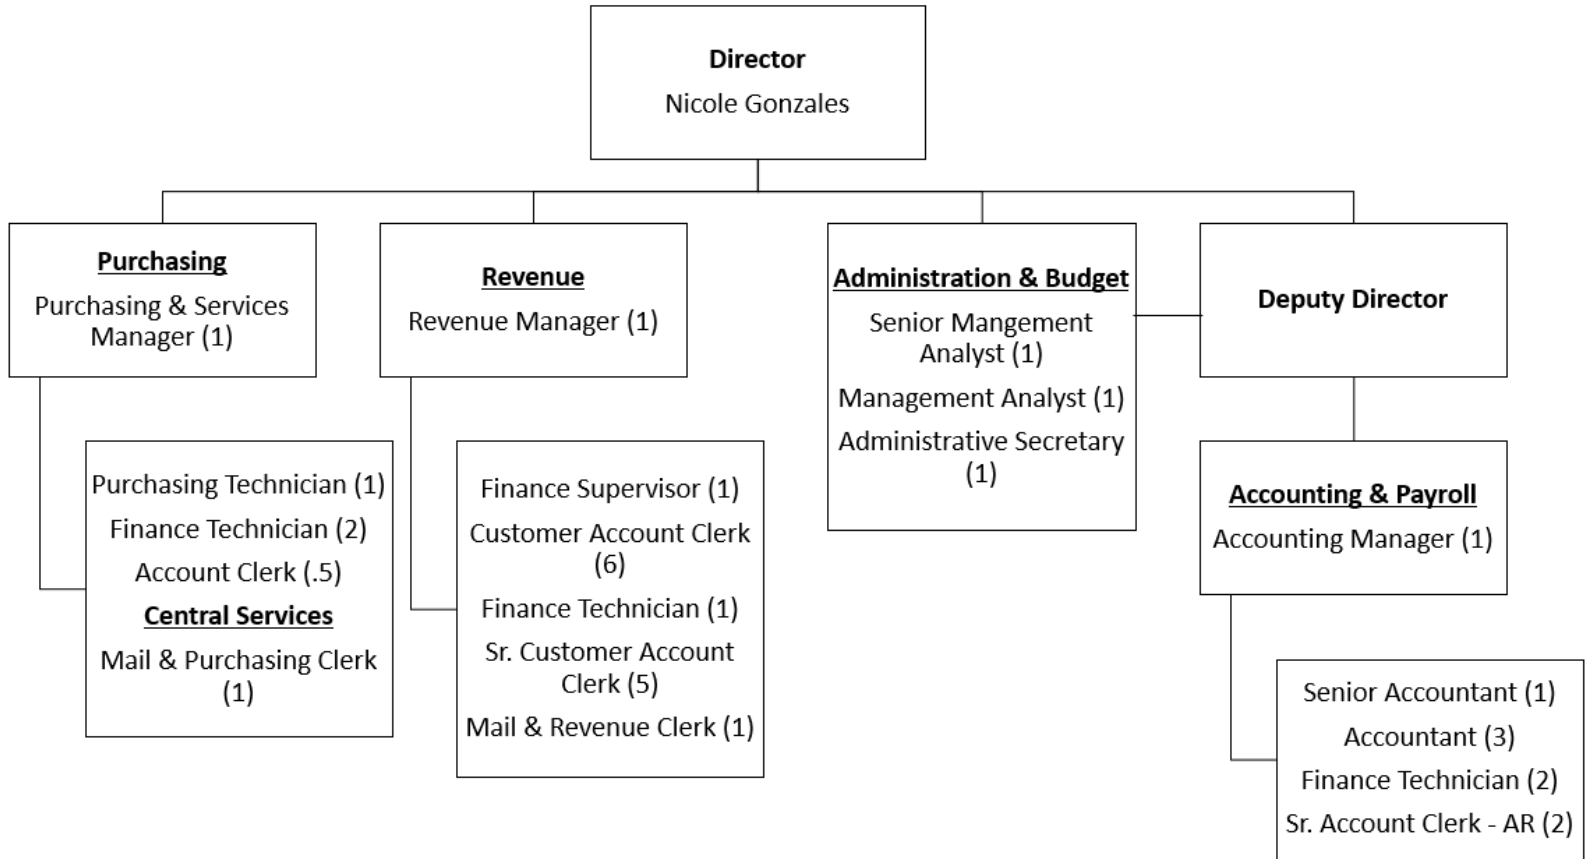 Director
Nicole Gonzales
Purchasing
Purchasing & Services
Manager (1)
Purchasing Technician (1)
Finance Technician (2)
Account Clerk (.5)
Central Services
Mail & Purchasing Clerk
(1)
Revenue
Revenue Manager (1)
Finance Supervisor (1)
Customer Account Clerk
(6)
Finance Technician (1)
Sr. Customer Account
Clerk (5)
Mail & Revenue Clerk (1)
Administration & Budget
Senior Mangement
Analyst (1)
Management Analyst (1)
Administrative Secretary
(1)
Deputy Director
Accounting & Payroll
Accounting Manager (1)
Senior Accountant (1)
Accountant (3)
Finance Technician (2)
Sr. Account Clerk - AR (2)